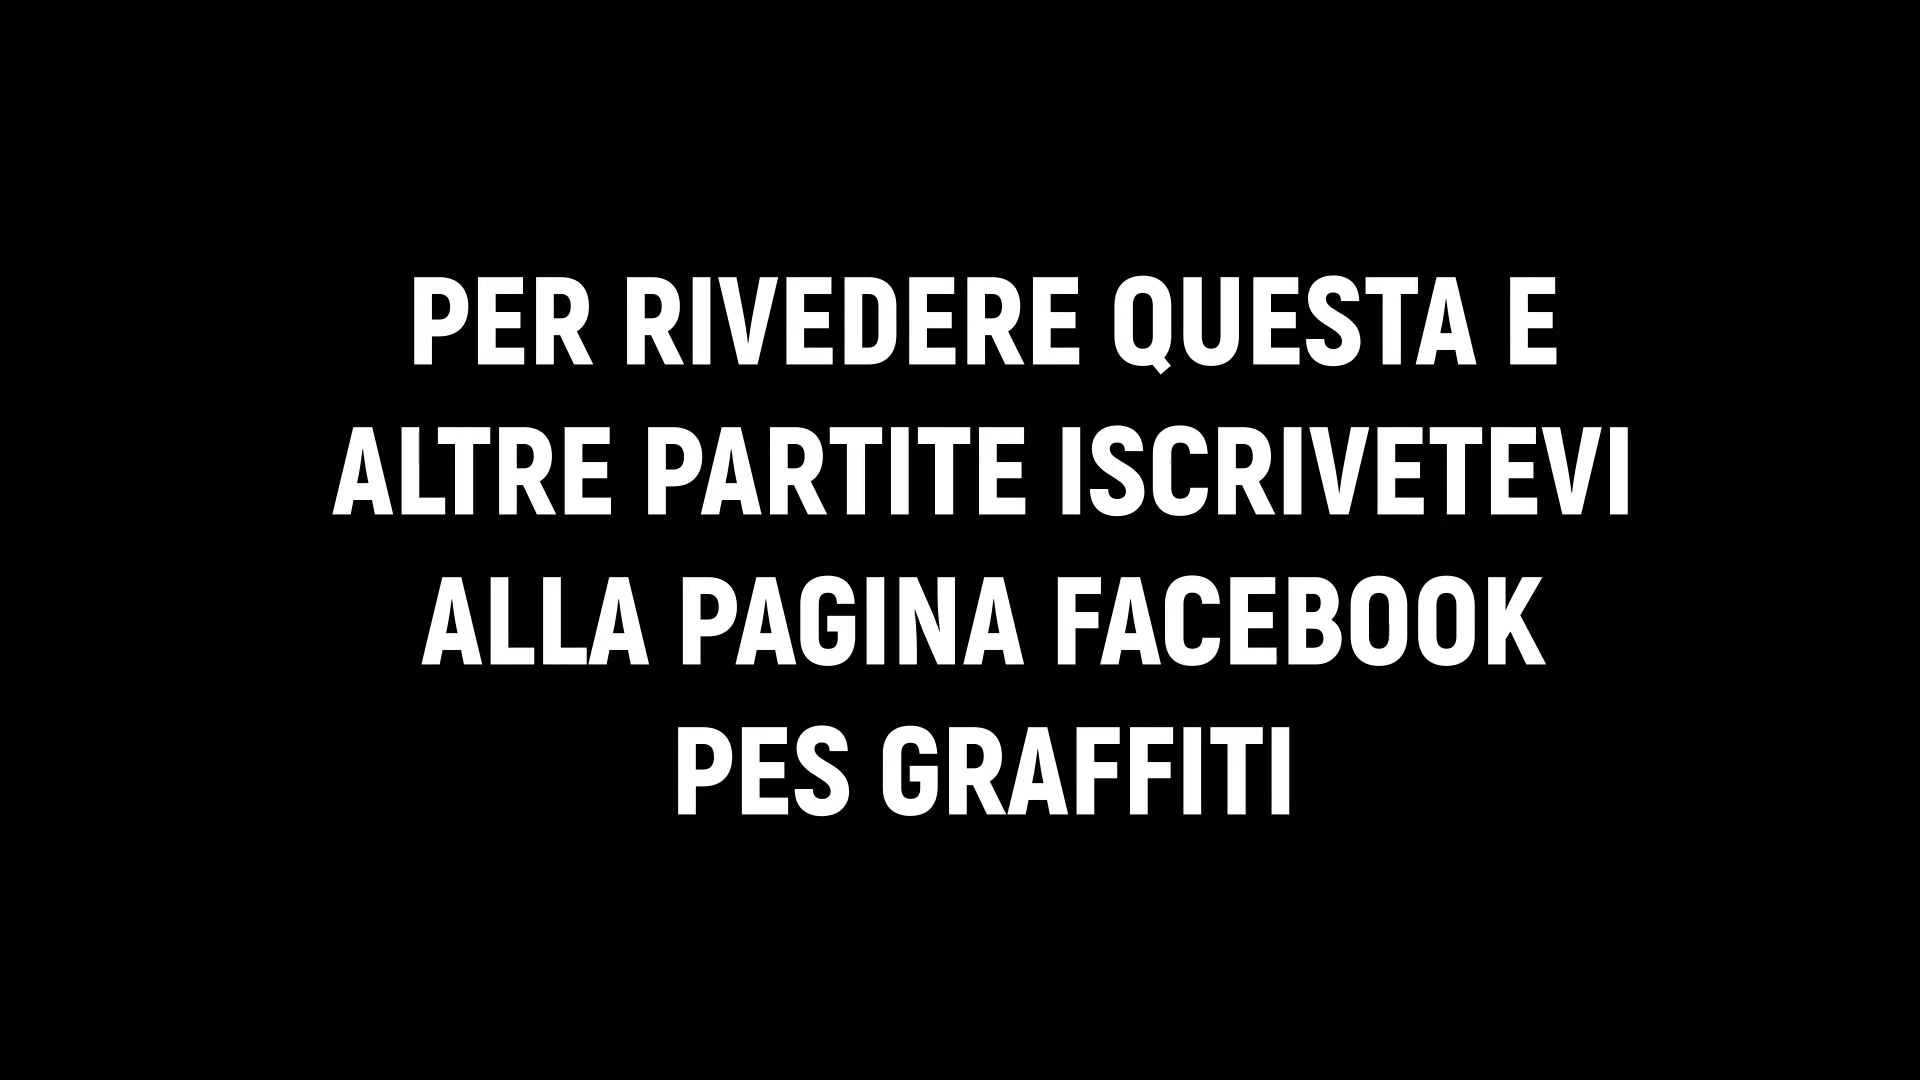 PER RIVEDERE QUESTA E
ALTRE PARTITE ISCRIVETEVI
ALLA PAGINA FACEBOOK
PES GRAFFITI